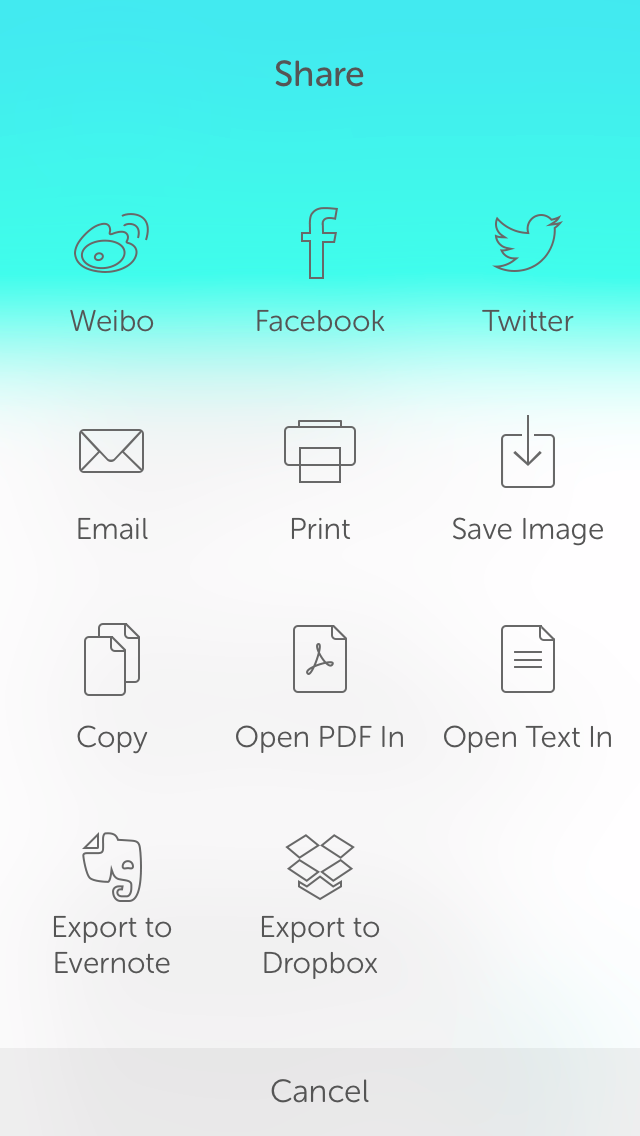 Share
Weibo
Facebook
Twitter
Email
Print
Save Image
Copy
Open PDF In
Open Text In
Export to
Evernote
Export to
Dropbox
Cancel